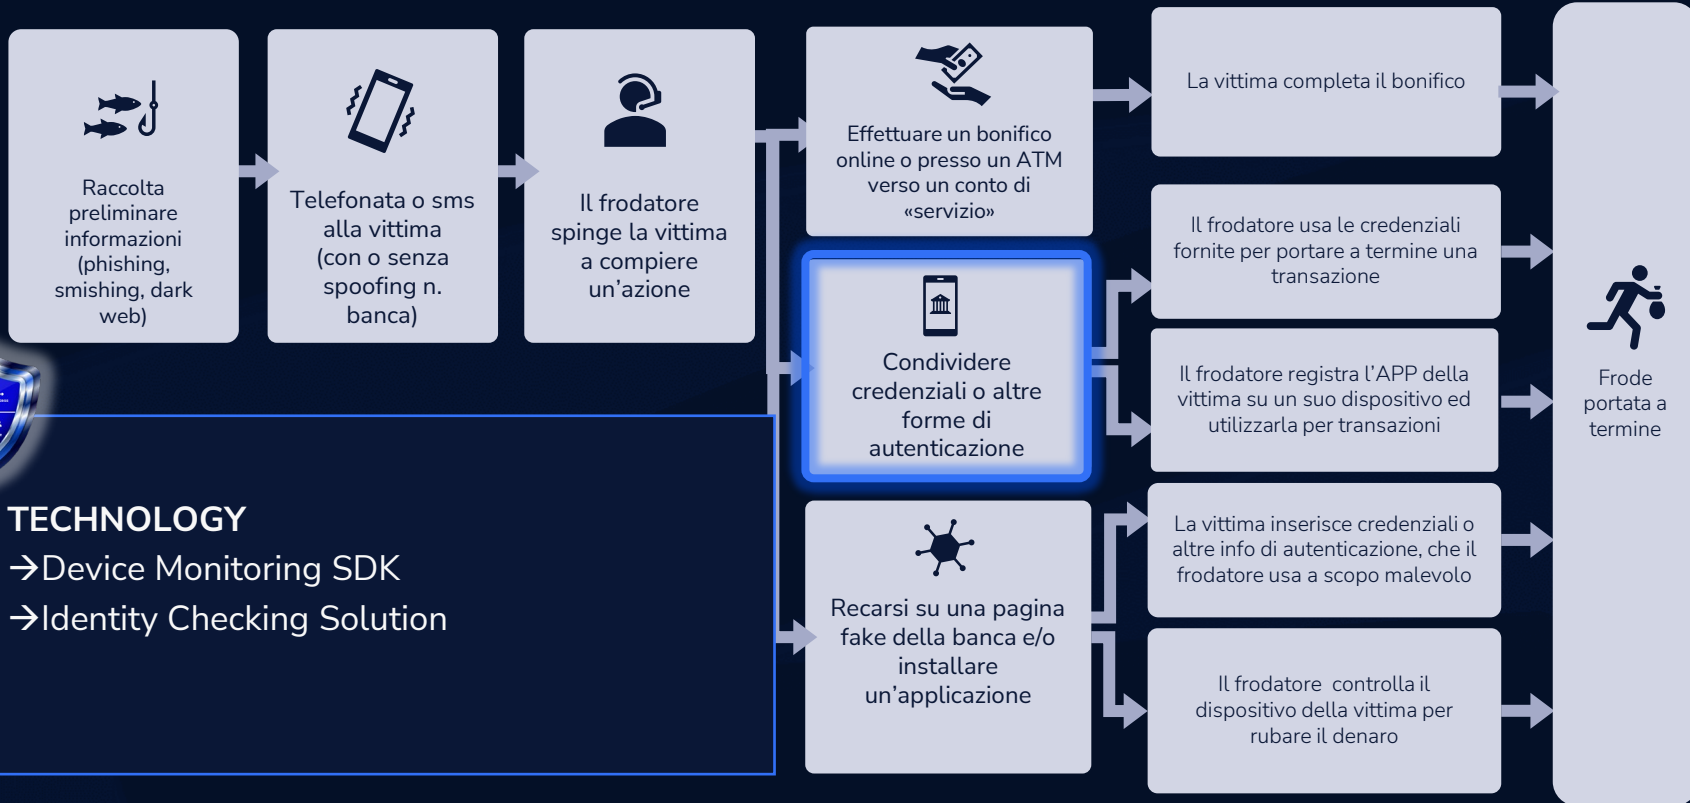 Raccolta
preliminare
informazioni
(phishing,
smishing, dark
web)
Telefonata o sms
alla vittima
(con o senza
spoofing n.
banca)
Il frodatore
spinge la vittima
a compiere
un'azione
Effettuare un bonifico
online o presso un ATM
verso un conto di
«servizio»
La vittima completa il bonifico
Condividere
credenziali o altre
forme di
autenticazione
Il frodatore usa le credenziali
fornite per portare a termine una
transazione
Il frodatore registra l'APP della
vittima su un suo dispositivo ed
utilizzarla per transazioni
Recarsi su una pagina
fake della banca e/o
installare
un'applicazione
La vittima inserisce credenziali o
altre info di autenticazione, che il
frodatore usa a scopo malevolo
Il frodatore controlla il
dispositivo della vittima per
rubare il denaro
Frode
portata a
termine
TECHNOLOGY
→Device Monitoring SDK
→Identity Checking Solution